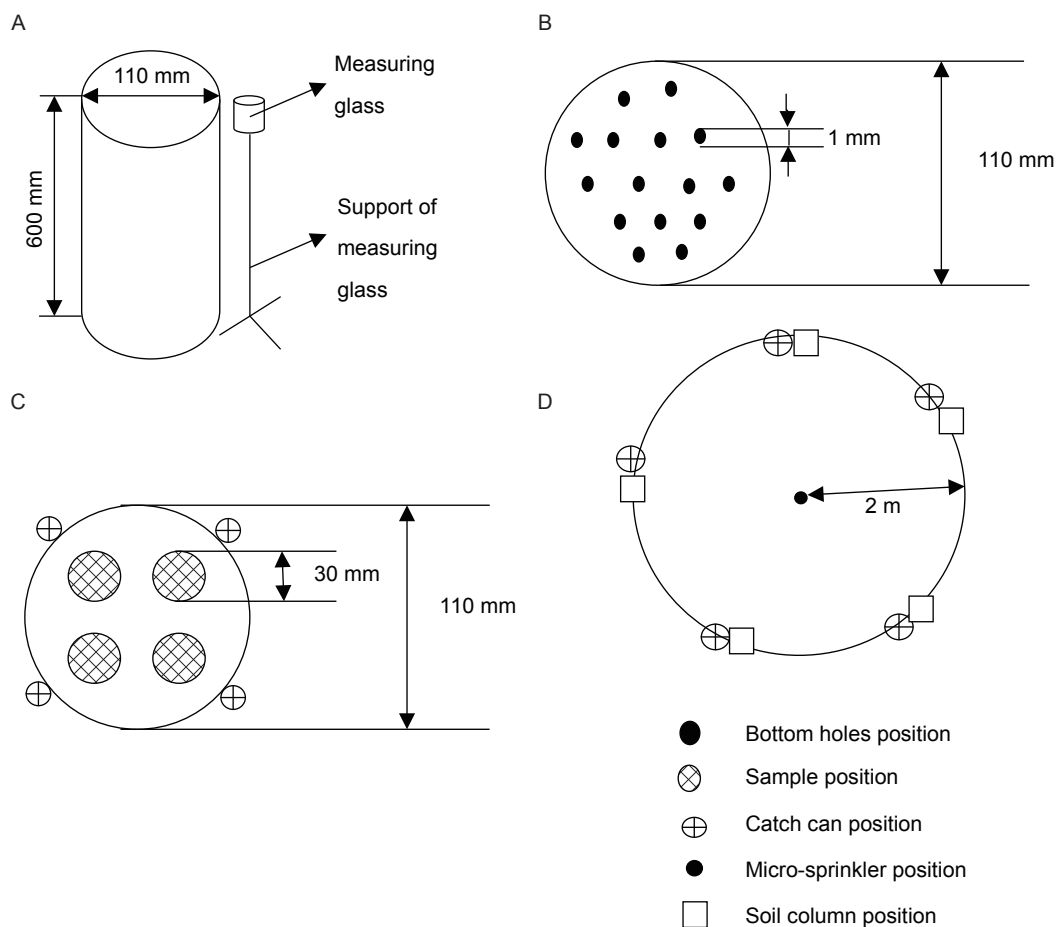 A
110 mm
600 mm
Measuring
glass
Support of
measuring
glass
B
1 mm
110 mm
C
30 mm
110 mm
D
2 m
Bottom holes position
Sample position
Catch can position
Micro-sprinkler position
Soil column position